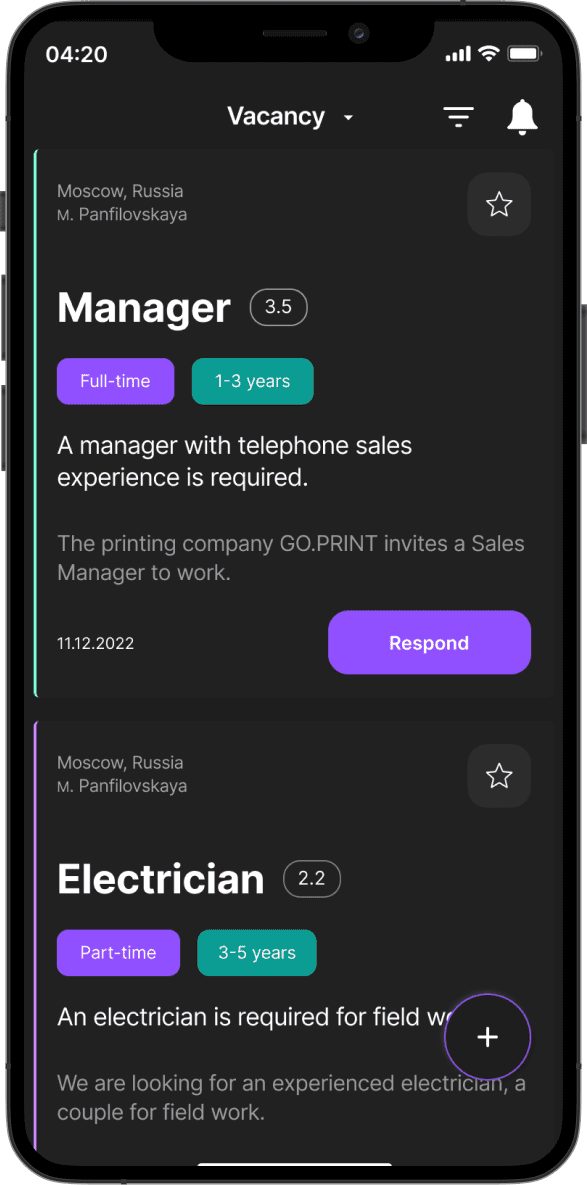 04:20
Vacancy
Moscow, Russia
м. Panfilovskaya
Manager 3.5
Full-time 1-3 years
A manager with telephone sales
experience is required.
The printing company GO.PRINT invites a Sales
Manager to work.
11.12.2022 Respond
Moscow, Russia
м. Panfilovskaya
Electrician 2.2
Part-time 3-5 years
An electrician is required for field
We are looking for an experienced electrician, a
couple for field work.